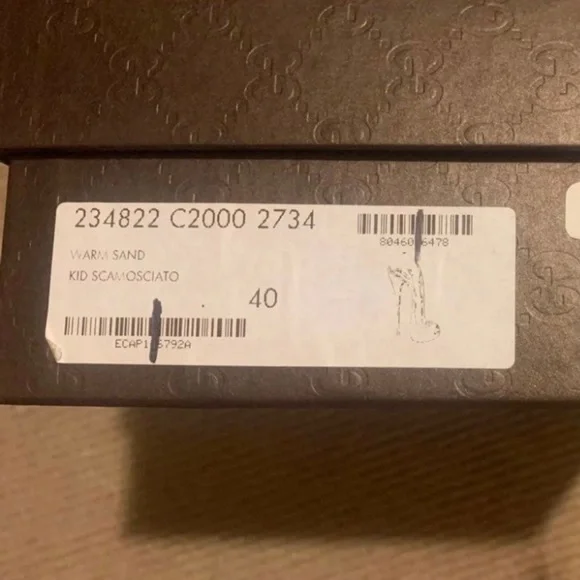 234822 C2000 2734
WARM SAND
KID SCAMOSCIATO
40